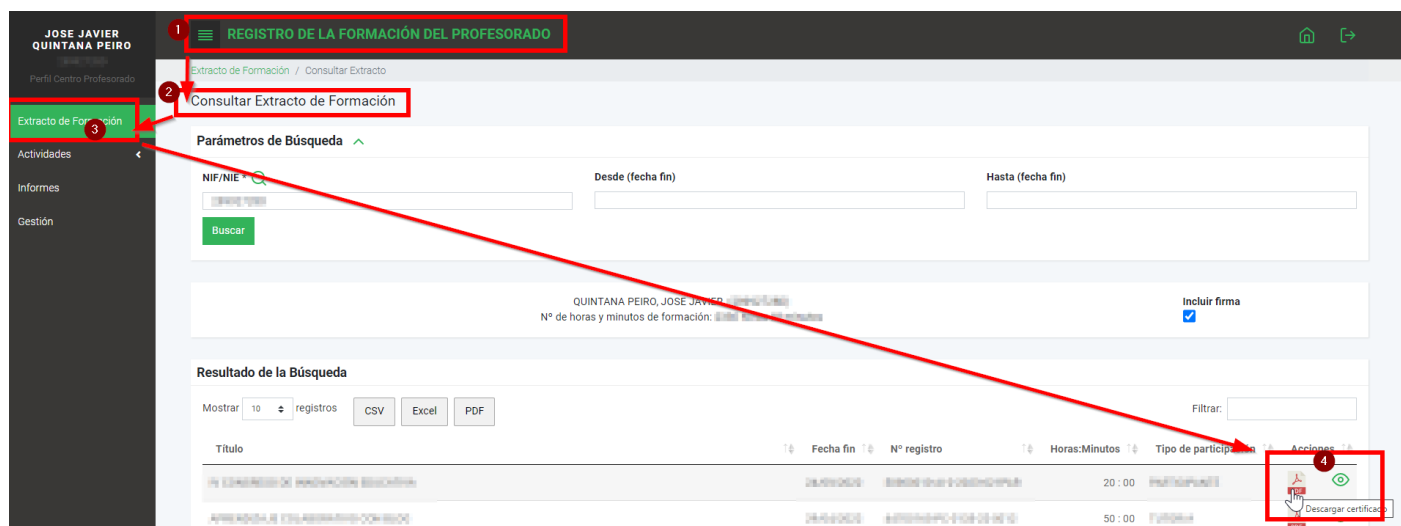 JOSE JAVIER
QUINTANA PEIRO
Perfil Centro Profesorado
1
REGISTRO DE LA FORMACIÓN DEL PROFESORADO
Extracto de Formación / Consultar Extracto
2
Consultar Extracto de Formación
Extracto de Formación
3
Actividades
Informes
Gestión
Parámetros de Búsqueda
NIF/NIE * Desde (fecha fin) Hasta (fecha fin)
Buscar
QUINTANA PEIRO, JOSE JAVIER
Nº de horas y minutos de formación:
Incluir firma
Resultado de la Búsqueda
Mostrar 10 registros CSV Excel PDF Filtrar:
Título Fecha fin Nº registro Horas:Minutos Tipo de participación Acciones
4
20 : 00
PDF
Descargar certificado
50 : 00